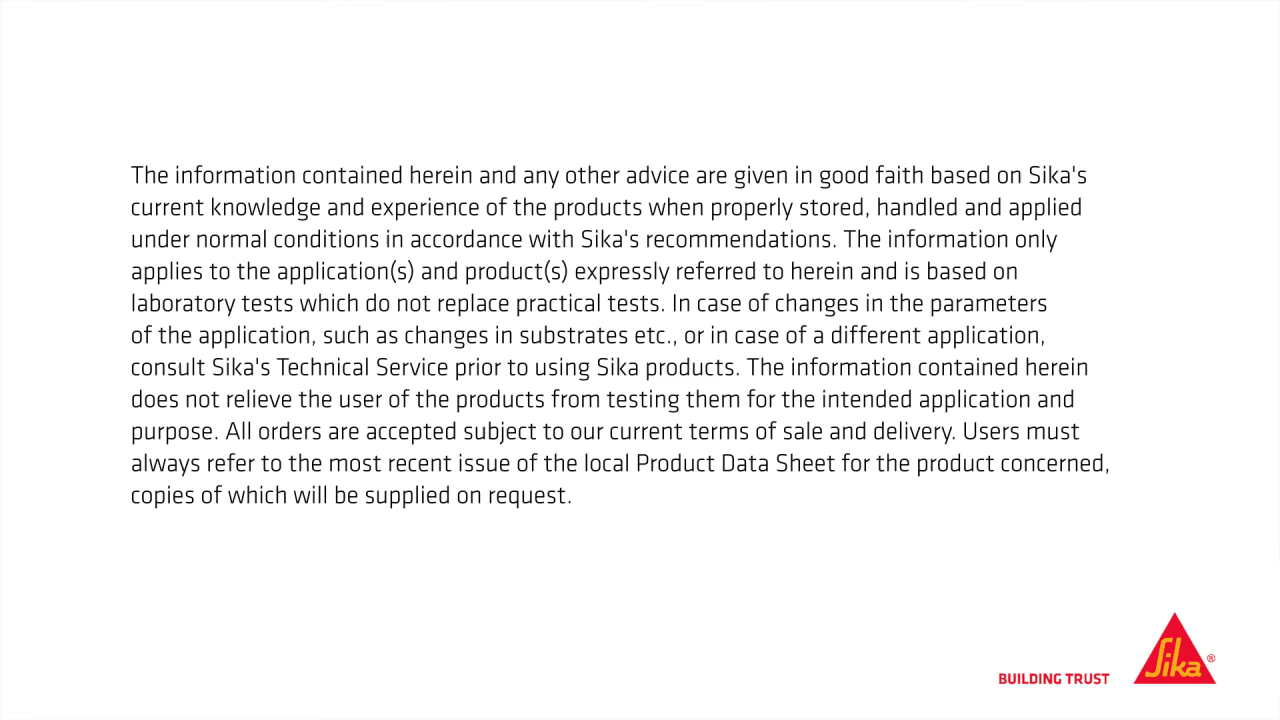 The information contained herein and any other advice are given in good faith based on Sika's
current knowledge and experience of the products when properly stored, handled and applied
under normal conditions in accordance with Sika's recommendations. The information only
applies to the application(s) and product(s) expressly referred to herein and is based on
laboratory tests which do not replace practical tests. In case of changes in the parameters
of the application, such as changes in substrates etc., or in case of a different application,
consult Sika's Technical Service prior to using Sika products. The information contained herein
does not relieve the user of the products from testing them for the intended application and
purpose. All orders are accepted subject to our current terms of sale and delivery. Users must
always refer to the most recent issue of the local Product Data Sheet for the product concerned,
copies of which will be supplied on request.
BUILDING TRUST
Sika®